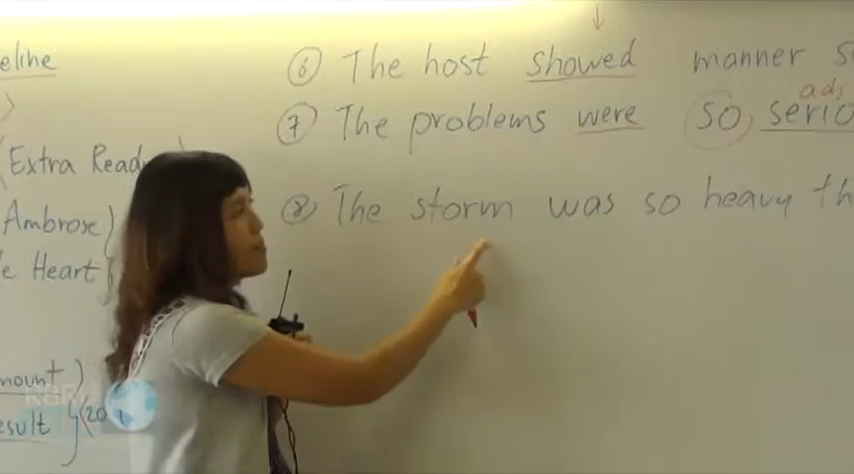 eline
Extra Read
Ambrose
Heart
mount
esult
20
⑥ The host showed manner
adj
⑦ The problems were so serio
⑧ The storm was so heavy th